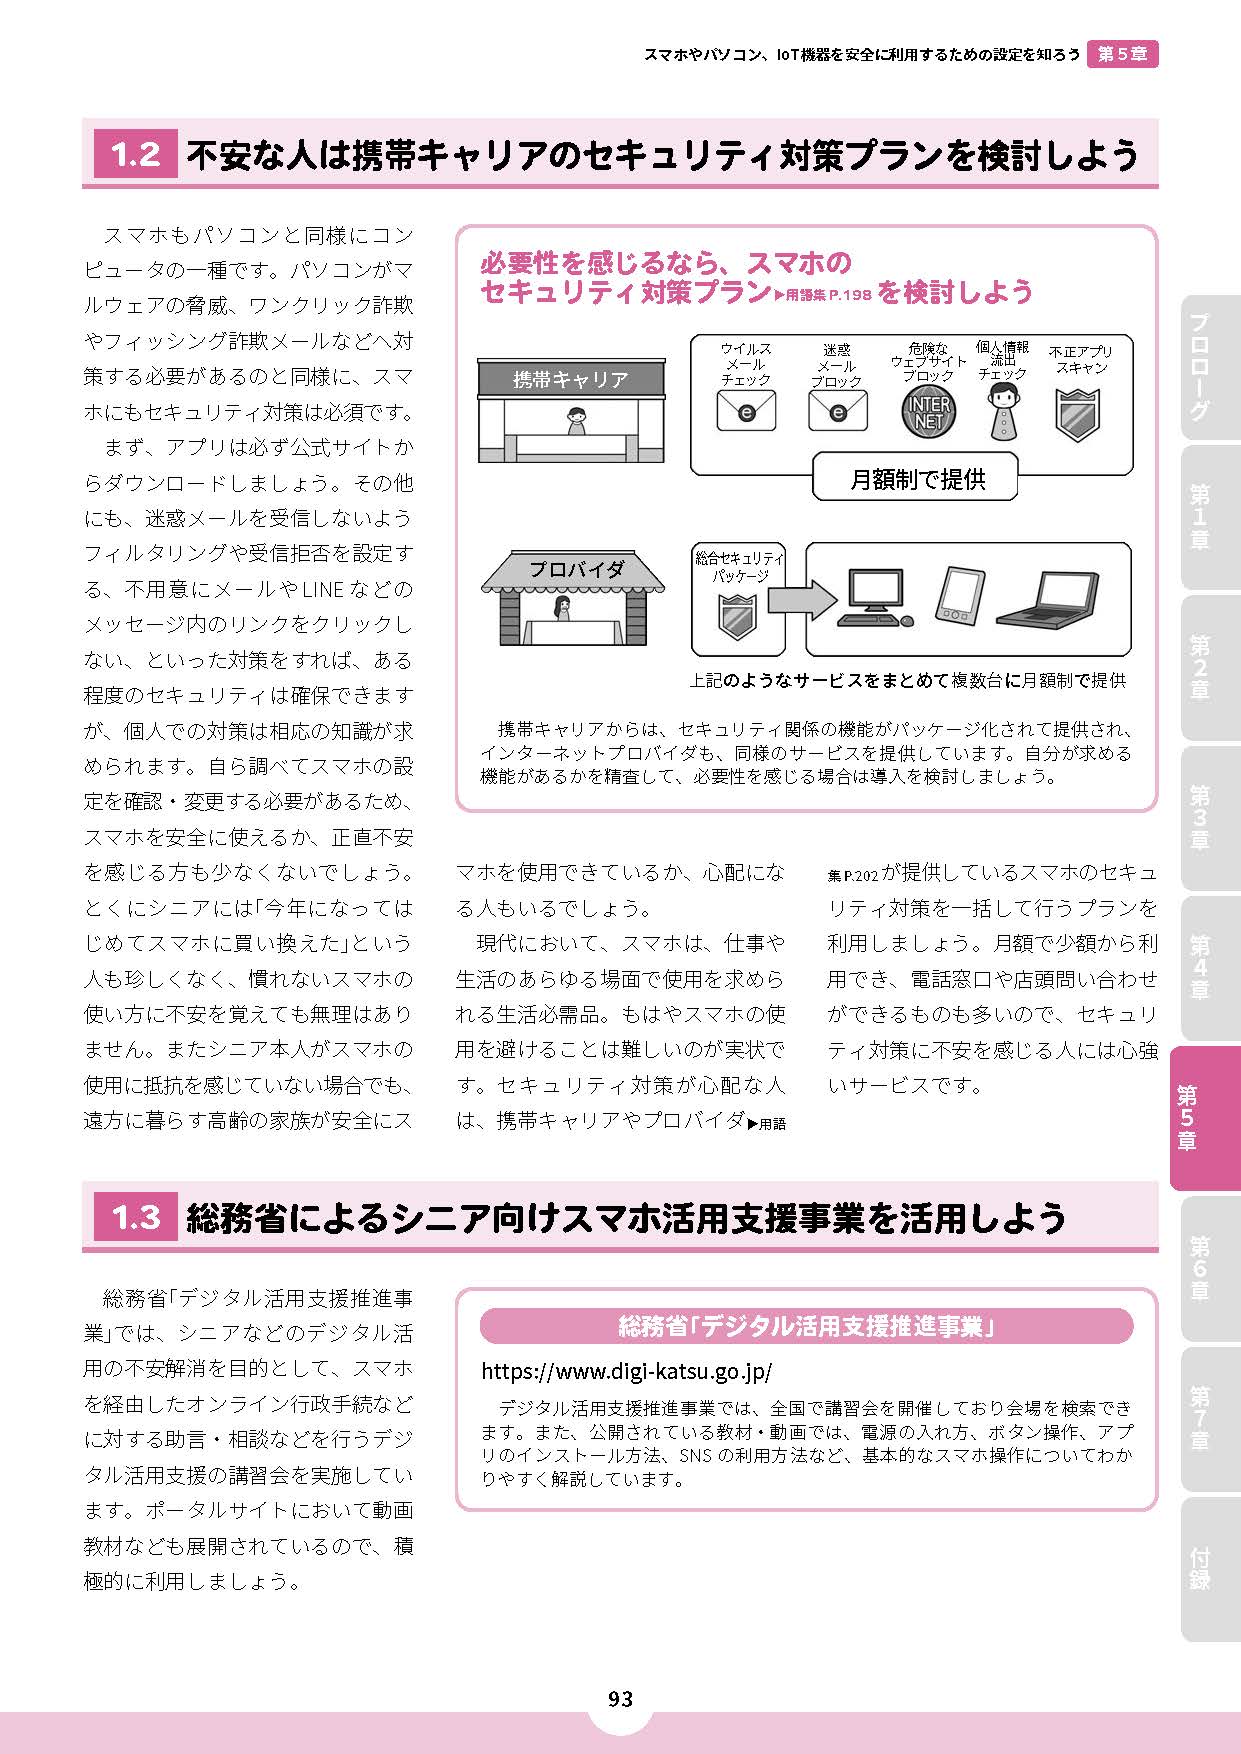 スマホやパソコン、IoT機器を安全に利用するための設定を知ろう 第5章
1.2 不安な人は携帯キャリアのセキュリティ対策プランを検討しよう
スマホもパソコンと同様にコン
ピュータの一種です。パソコンがマ
ルウェアの脅威、ワンクリック詐欺
やフィッシング詐欺メールなどへ対
策する必要があるのと同様に、スマ
ホにもセキュリティ対策は必須です。
まず、アプリは必ず公式サイトか
らダウンロードしましょう。その他
にも、迷惑メールを受信しないよう
フィルタリングや受信拒否を設定す
る、不用意にメールやLINEなどの
メッセージ内のリンクをクリックし
ない、といった対策をすれば、ある
程度のセキュリティは確保できます
が、個人での対策は相応の知識が求
められます。自ら調べてスマホの設
定を確認・変更する必要があるため、
スマホを安全に使えるか、正直不安
を感じる方も少なくないでしょう。
とくにシニアには「今年になっては
じめてスマホに買い換えた」という
人も珍しくなく、慣れないスマホの
使い方に不安を覚えても無理はあり
ません。またシニア本人がスマホの
使用に抵抗を感じていない場合でも、
遠方に暮らす高齢の家族が安全にス
必要性を感じるなら、スマホの
セキュリティ対策プラン▶用語集P.198を検討しよう
携帯キャリア
ウイルス
メール
チェック
迷惑
メール
ブロック
危険な
ウェブサイト
ブロック
個人情報
流出
チェック
不正アプリ
スキャン
e
e
INTER
NET
月額制で提供
プロバイダ
総合セキュリティ
パッケージ
上記のようなサービスをまとめて複数台に月額制で提供
携帯キャリアからは、セキュリティ関係の機能がパッケージ化されて提供され、
インターネットプロバイダも、同様のサービスを提供しています。自分が求める
機能があるかを精査して、必要性を感じる場合は導入を検討しましょう。
マホを使用できているか、心配にな
る人もいるでしょう。
現代において、スマホは、仕事や
生活のあらゆる場面で使用を求めら
れる生活必需品。もはやスマホの使
用を避けることは難しいのが実状で
す。セキュリティ対策が心配な人
は、携帯キャリアやプロバイダ▶用語
集P.202が提供しているスマホのセキュ
リティ対策を一括して行うプランを
利用しましょう。月額で少額から利
用でき、電話窓口や店頭問い合わせ
ができるものも多いので、セキュリ
ティ対策に不安を感じる人には心強
いサービスです。
1.3 総務省によるシニア向けスマホ活用支援事業を活用しよう
総務省「デジタル活用支援推進事
業」では、シニアなどのデジタル活
用の不安解消を目的として、スマホ
を経由したオンライン行政手続など
に対する助言・相談などを行うデジ
タル活用支援の講習会を実施してい
ます。ポータルサイトにおいて動画
教材なども展開されているので、積
極的に利用しましょう。
総務省「デジタル活用支援推進事業」
https://www.digi-katsu.go.jp/
デジタル活用支援推進事業では、全国で講習会を開催しており会場を検索でき
ます。また、公開されている教材・動画では、電源の入れ方、ボタン操作、アプ
リのインストール方法、SNSの利用方法など、基本的なスマホ操作についてわか
りやすく解説しています。
プロローグ
第1章
第2章
第3章
第4章
第5章
第6章
第7章
付録
93